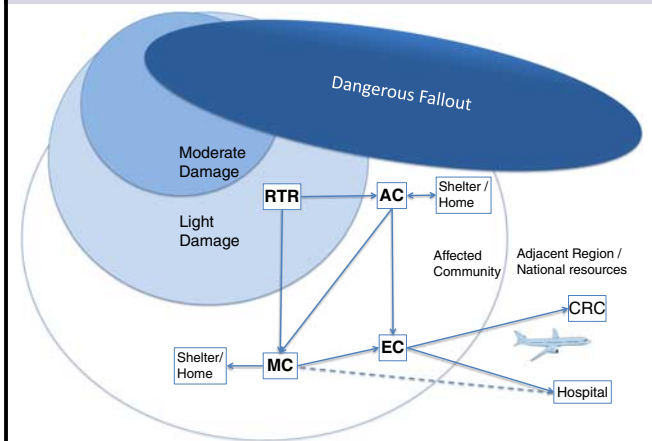 Dangerous Fallout
Moderate
Damage
RTR
AC
Shelter /
Home
Light
Damage
Affected
Community
Adjacent Region /
National resources
CRC
EC
Shelter/
Home
MC
Hospital